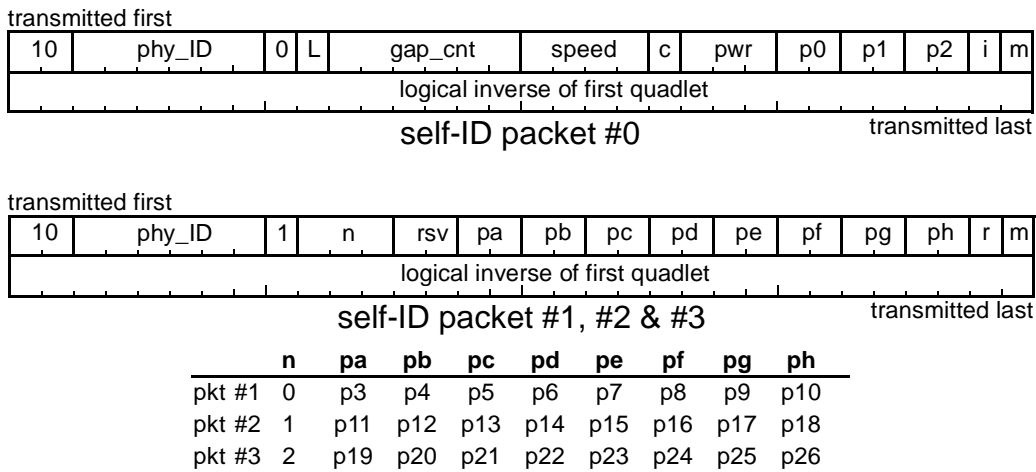 transmitted first
10 phy_ID 0 L gap_cnt speed c pwr p0 p1 p2 i m
logical inverse of first quadlet
self-ID packet #0 transmitted last
transmitted first
10 phy_ID 1 n rsv pa pb pc pd pe pf pg ph r m
logical inverse of first quadlet
self-ID packet #1, #2 & #3 transmitted last
n pa pb pc pd pe pf pg ph
pkt #1 0 p3 p4 p5 p6 p7 p8 p9 p10
pkt #2 1 p11 p12 p13 p14 p15 p16 p17 p18
pkt #3 2 p19 p20 p21 p22 p23 p24 p25 p26